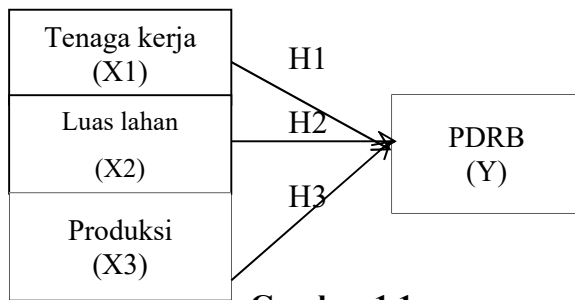 Tenaga kerja
(X1)
H1
Luas lahan
(X2)
H2
PDRB
(Y)
Produksi
(X3)
H3